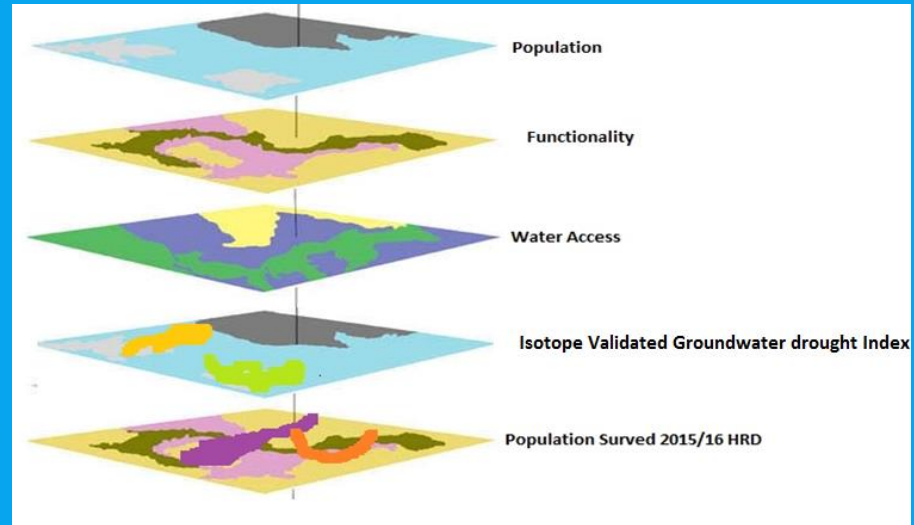 Population
Functionality
Water Access
Isotope Validated Groundwater drought Index
Population Surved 2015/16 HRD